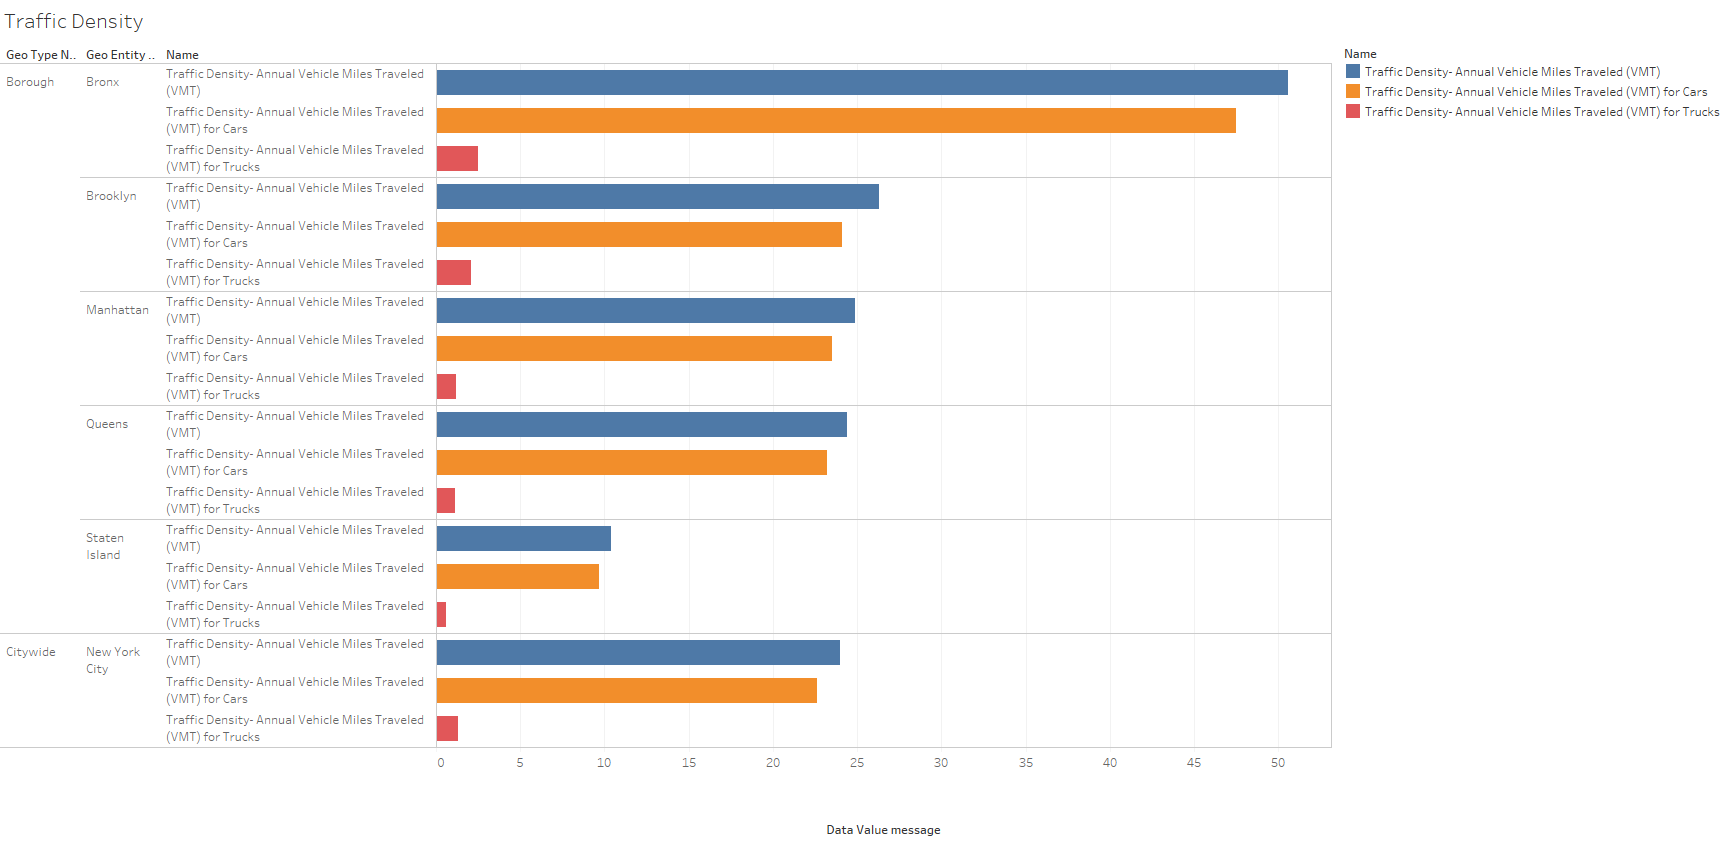 Traffic Density
Geo Type N.. Geo Entity .. Name
Borough Bronx Traffic Density- Annual Vehicle Miles Traveled
(VMT)
Traffic Density- Annual Vehicle Miles Traveled
(VMT) for Cars
Traffic Density- Annual Vehicle Miles Traveled
(VMT) for Trucks
Brooklyn Traffic Density- Annual Vehicle Miles Traveled
(VMT)
Traffic Density- Annual Vehicle Miles Traveled
(VMT) for Cars
Traffic Density- Annual Vehicle Miles Traveled
(VMT) for Trucks
Manhattan Traffic Density- Annual Vehicle Miles Traveled
(VMT)
Traffic Density- Annual Vehicle Miles Traveled
(VMT) for Cars
Traffic Density- Annual Vehicle Miles Traveled
(VMT) for Trucks
Queens Traffic Density- Annual Vehicle Miles Traveled
(VMT)
Traffic Density- Annual Vehicle Miles Traveled
(VMT) for Cars
Traffic Density- Annual Vehicle Miles Traveled
(VMT) for Trucks
Staten Traffic Density- Annual Vehicle Miles Traveled
Island (VMT)
Traffic Density- Annual Vehicle Miles Traveled
(VMT) for Cars
Traffic Density- Annual Vehicle Miles Traveled
(VMT) for Trucks
Citywide New York Traffic Density- Annual Vehicle Miles Traveled
City (VMT)
Traffic Density- Annual Vehicle Miles Traveled
(VMT) for Cars
Traffic Density- Annual Vehicle Miles Traveled
(VMT) for Trucks
0 5 10 15 20 25 30 35 40 45 50
Data Value message
Name
Traffic Density- Annual Vehicle Miles Traveled (VMT)
Traffic Density- Annual Vehicle Miles Traveled (VMT) for Cars
Traffic Density- Annual Vehicle Miles Traveled (VMT) for Trucks